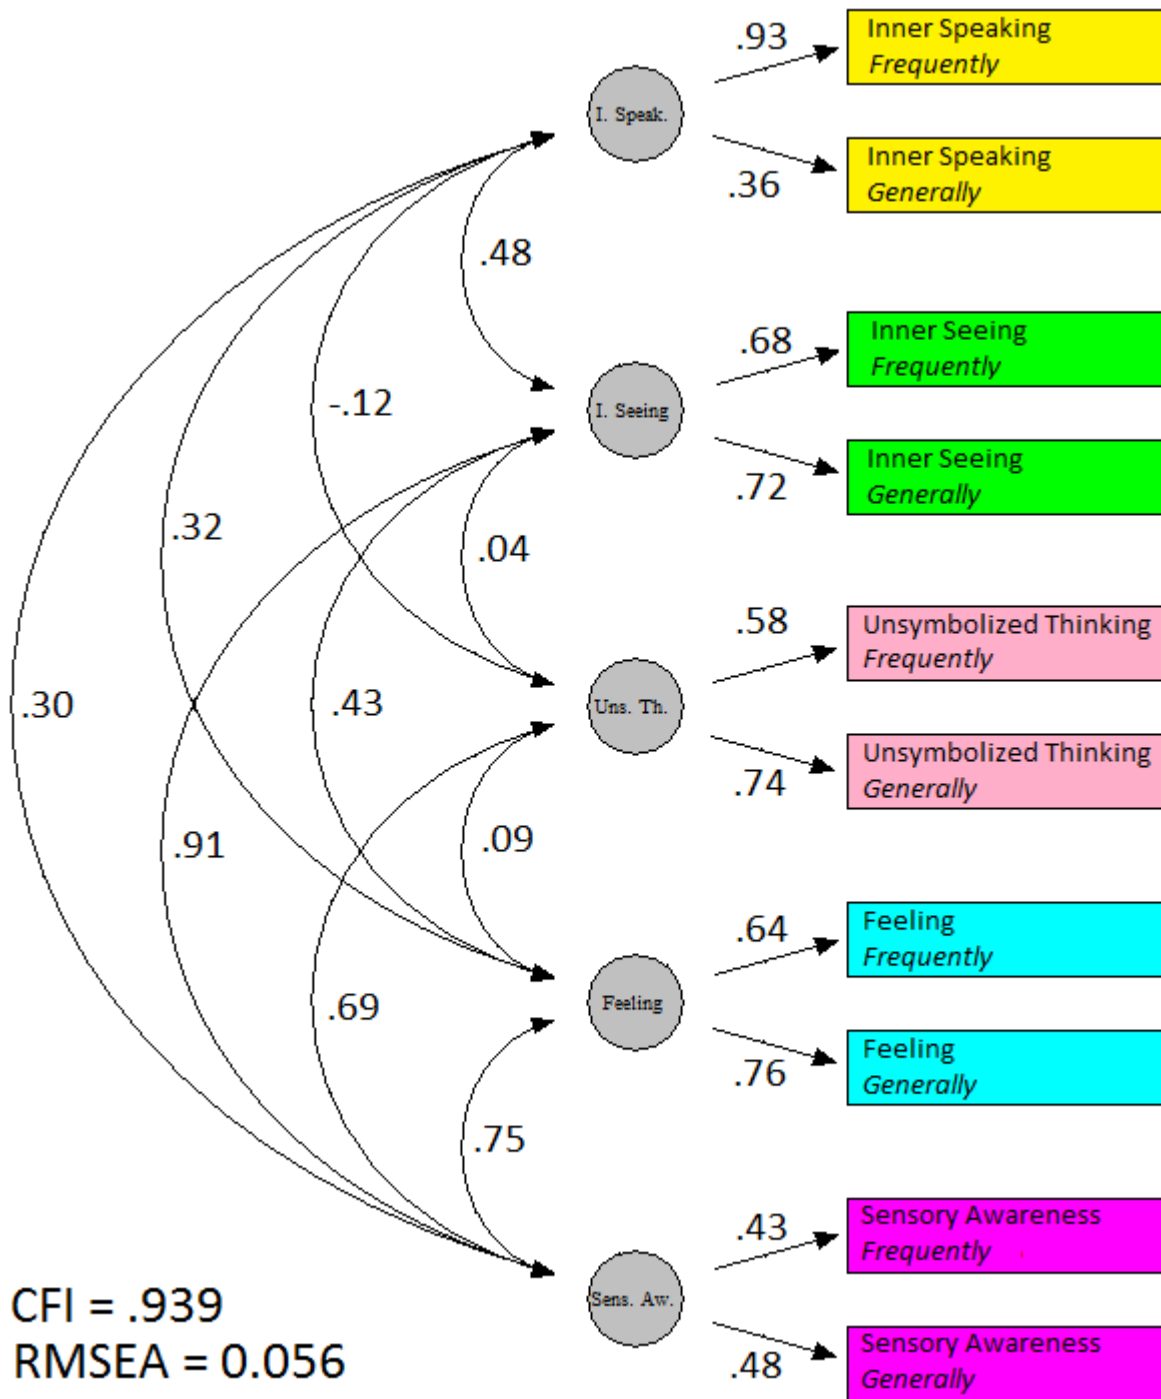 .93
Inner Speaking
Frequently
I. Speak.
.36
Inner Speaking
Generally
.48
.68
Inner Seeing
Frequently
-.12
I. Seeing
.72
Inner Seeing
Generally
.32
.04
.58
Unsymbolized Thinking
Frequently
.30
.43
Uns. Th.
.74
Unsymbolized Thinking
Generally
.91
.09
.64
Feeling
Frequently
.69
Feeling
.76
Feeling
Generally
.75
.43
Sensory Awareness
Frequently
Sens. Aw.
.48
Sensory Awareness
Generally
CFI = .939
RMSEA = 0.056